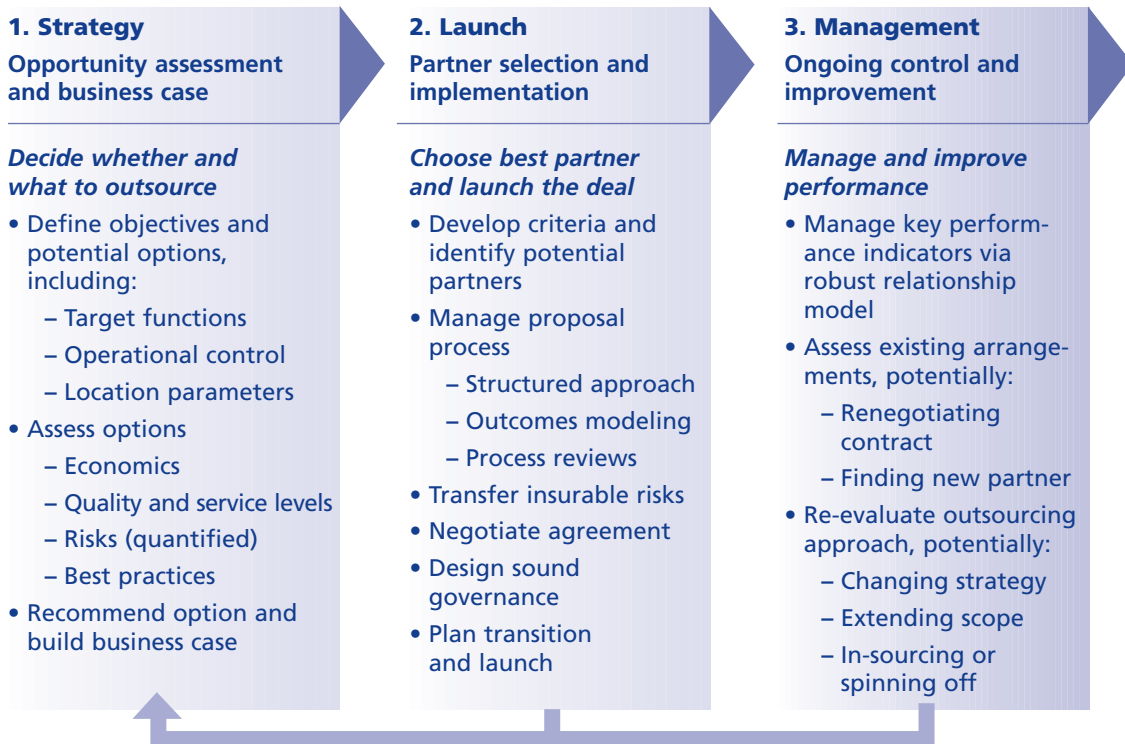 1. Strategy
Opportunity assessment
and business case
Decide whether and
what to outsource
• Define objectives and
potential options,
including:
– Target functions
– Operational control
– Location parameters
• Assess options
– Economics
– Quality and service levels
– Risks (quantified)
– Best practices
• Recommend option and
build business case
2. Launch
Partner selection and
implementation
Choose best partner
and launch the deal
• Develop criteria and
identify potential
partners
• Manage proposal
process
– Structured approach
– Outcomes modeling
– Process reviews
• Transfer insurable risks
• Negotiate agreement
• Design sound
governance
• Plan transition
and launch
3. Management
Ongoing control and
improvement
Manage and improve
performance
• Manage key perform-
ance indicators via
robust relationship
model
• Assess existing arrange-
ments, potentially:
– Renegotiating
contract
– Finding new partner
• Re-evaluate outsourcing
approach, potentially:
– Changing strategy
– Extending scope
– In-sourcing or
spinning off